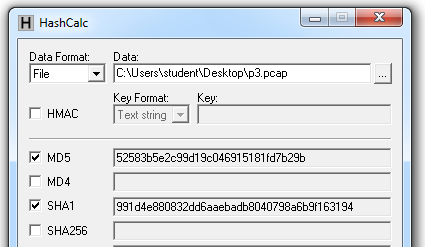 H HashCalc
Data Format: Data:
File C:\Users\student\Desktop\p3.pcap ...
Key Format: Key:
HMAC Text string
MD5 52583b5e2c99d19c046915181fd7b29b
MD4
SHA1 991d4e880832dd6aaebadb8040798a6b9f163194
SHA256